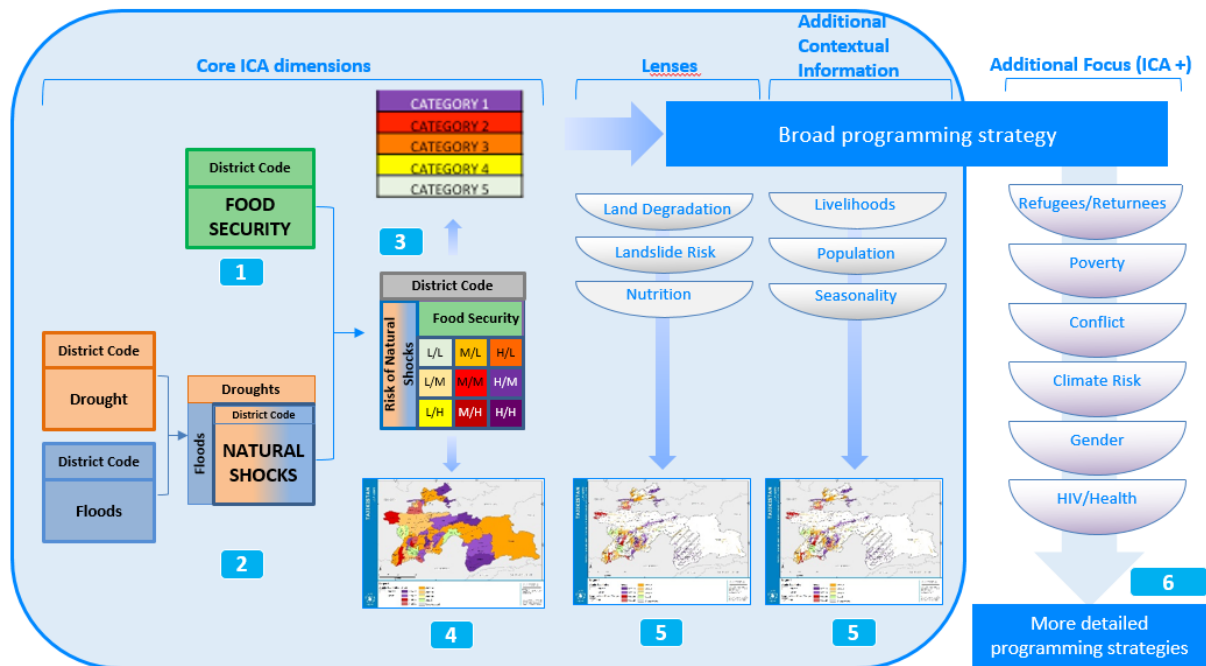 Core ICA dimensions
Lenses
Additional
Contextual
Information
Additional Focus (ICA +)
CATEGORY 1
CATEGORY 2
CATEGORY 3
CATEGORY 4
CATEGORY 5
Broad programming strategy
District Code
FOOD
SECURITY
1
3
District Code
Food Security
Risk of Natural
Shocks
L/L
M/L
H/L
L/M
M/M
H/M
L/H
M/H
H/H
District Code
Drought
District Code
Floods
Droughts
Floods
District Code
NATURAL
SHOCKS
2
Land Degradation
Landslide Risk
Nutrition
Livelihoods
Population
Seasonality
Refugees/Returnees
Poverty
Conflict
Climate Risk
Gender
HIV/Health
TAJIKISTAN
TAJIKISTAN
TAJIKISTAN
4
5
5
6
More detailed
programming strategies